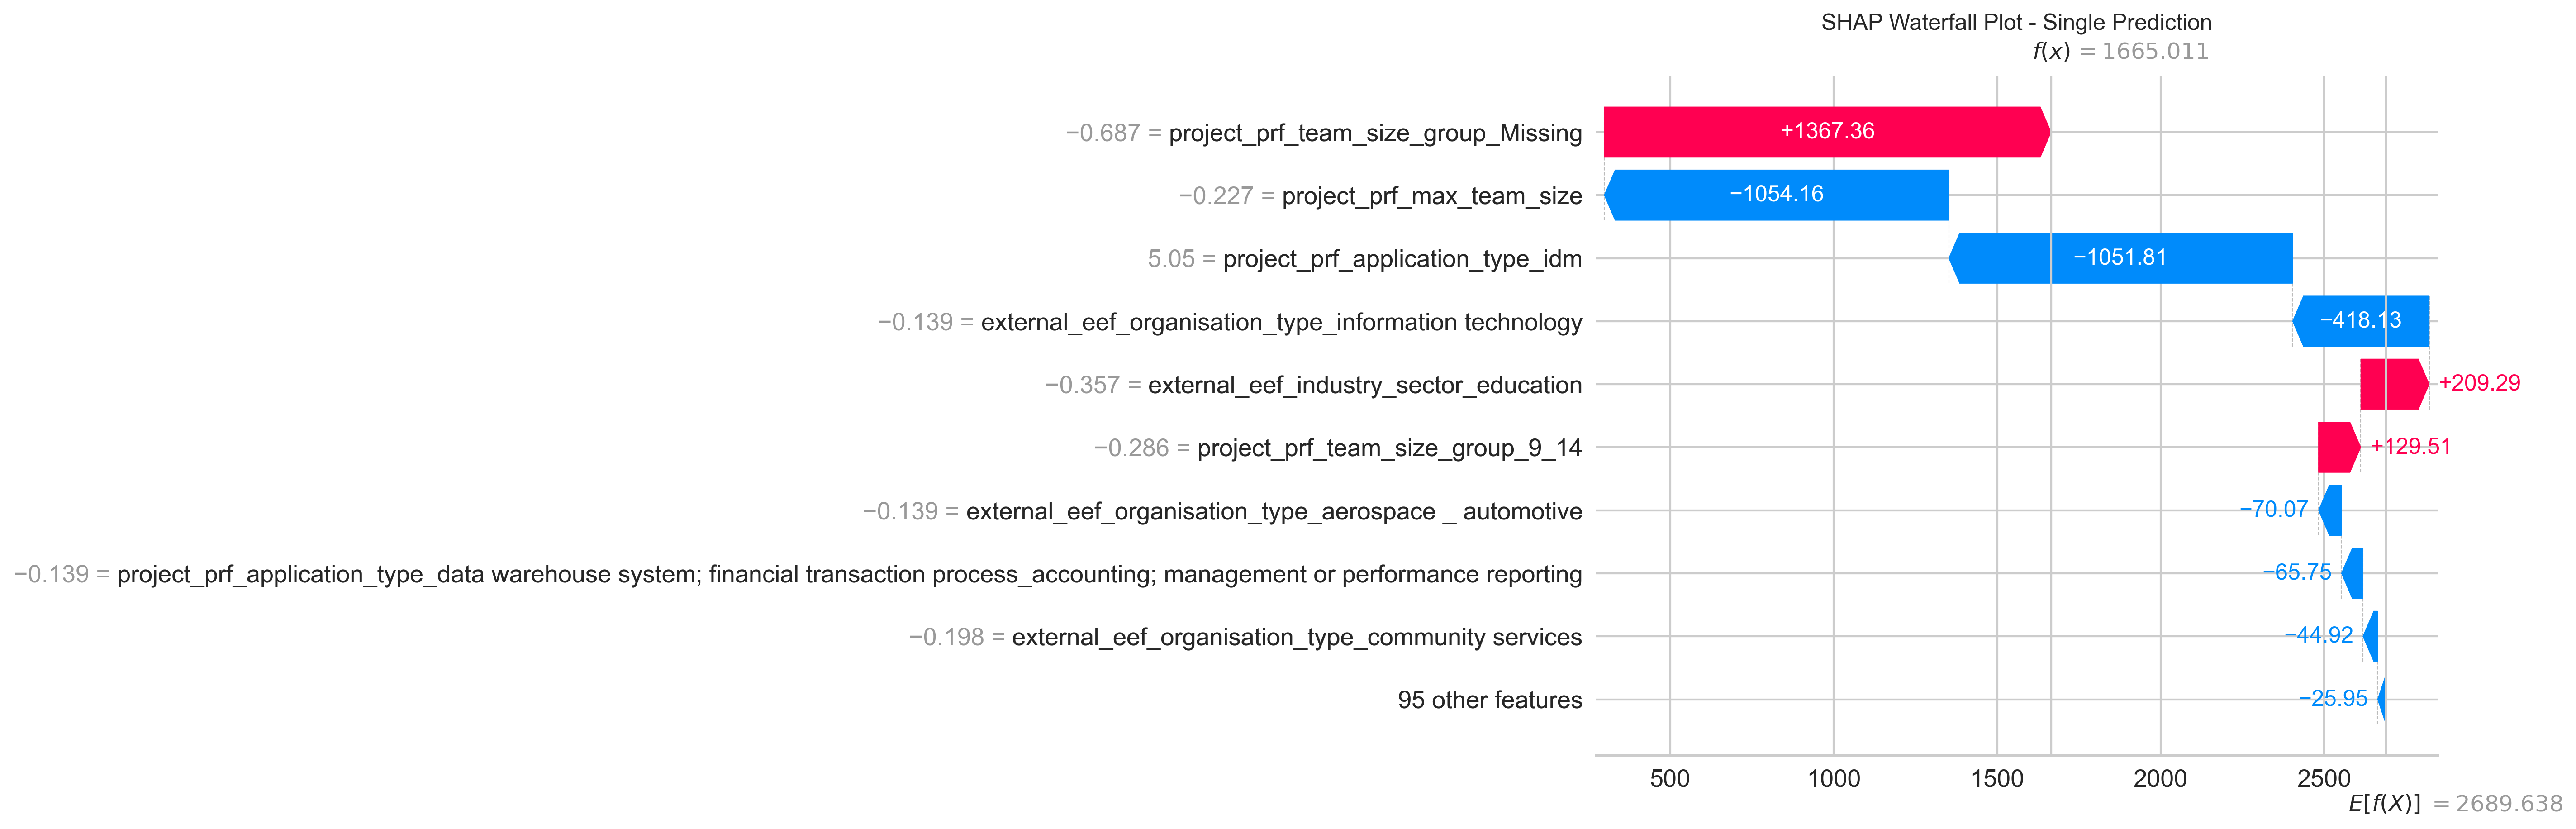 SHAP Waterfall Plot - Single Prediction
f(x) = 1665.011
−0.687 = project_prf_team_size_group_Missing +1367.36
−0.227 = project_prf_max_team_size −1054.16
5.05 = project_prf_application_type_idm −1051.81
−0.139 = external_eef_organisation_type_information technology −418.13
−0.357 = external_eef_industry_sector_education +209.29
−0.286 = project_prf_team_size_group_9_14 +129.51
−0.139 = external_eef_organisation_type_aerospace _ automotive −70.07
−0.139 = project_prf_application_type_data warehouse system; financial transaction process_accounting; management or performance reporting −65.75
−0.198 = external_eef_organisation_type_community services −44.92
95 other features −25.95
500 1000 1500 2000 2500
E[f(X)] = 2689.638